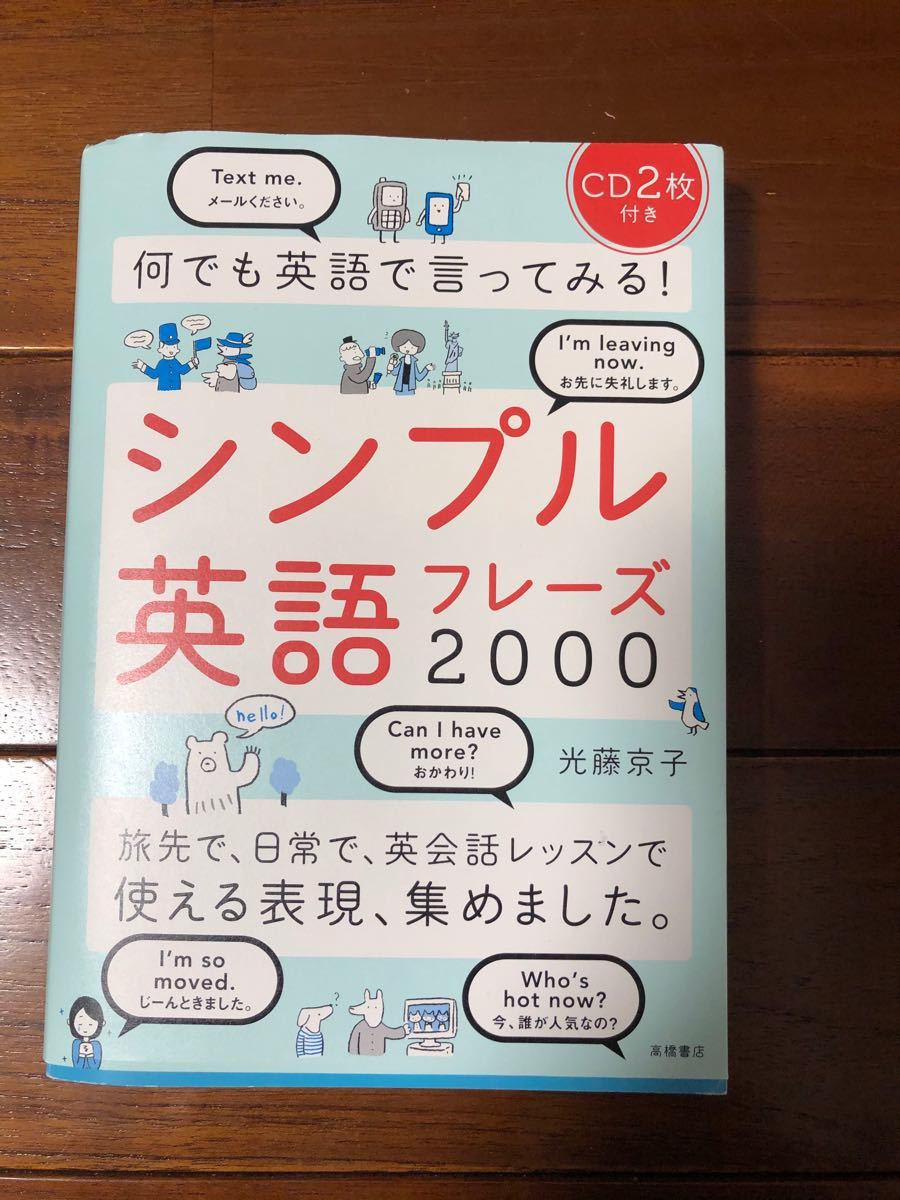 Text me.
メールください。
CD2枚
付き
何でも英語で言ってみる!
I'm leaving
now.
お先に失礼します。
シンプル
英語フレーズ
2000
hello!
Can I have
more?
おかわり!
光藤京子
旅先で、日常で、英会話レッスンで
使える表現、集めました。
I'm so
moved.
じーんときました。
Who's
hot now?
今、誰が人気なの?
高橋書店